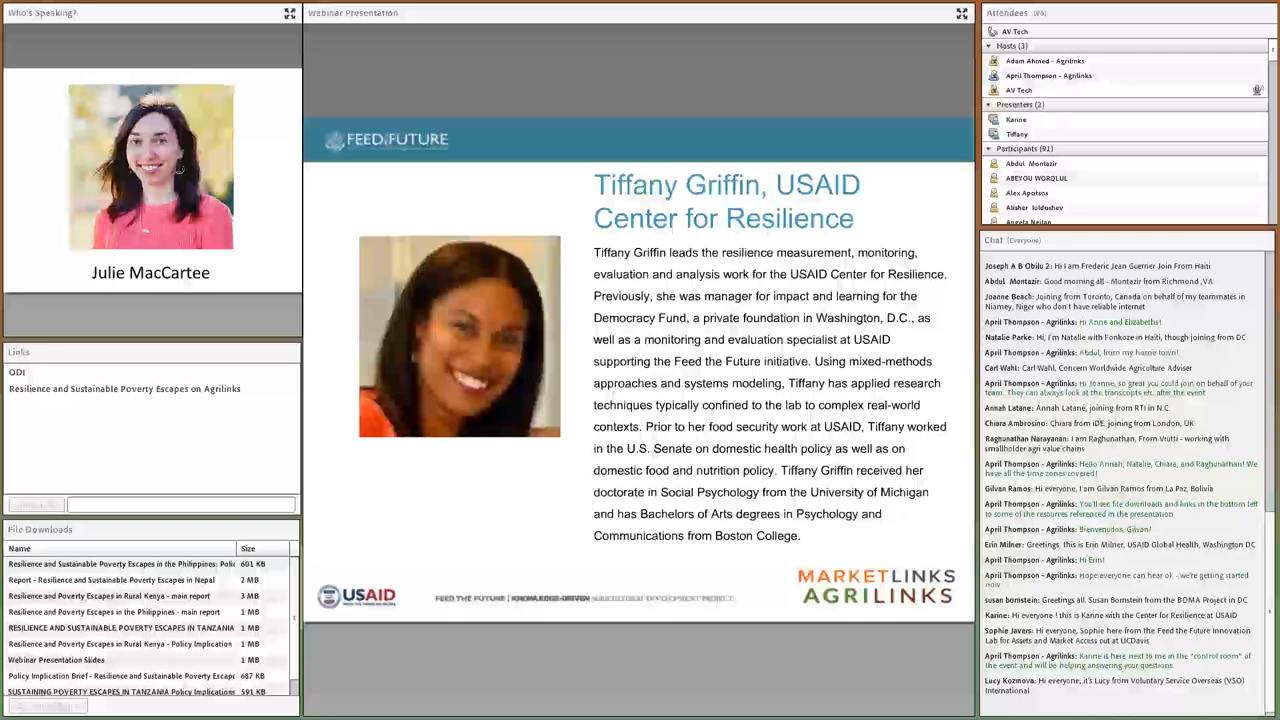 Who's Speaking?
Julie MacCartee
Links
ODI
Resilience and Sustainable Poverty Escapes on Agrilinks
File Downloads
Name Size
Resilience and Sustainable Poverty Escapes in the Philippines: Polic 601 KB
Report - Resilience and Sustainable Poverty Escapes in Nepal 2 MB
Resilience and Poverty Escapes in Rural Kenya - main report 3 MB
Resilience and Poverty Escapes in the Philippines - main report 1 MB
RESILIENCE AND SUSTAINABLE POVERTY ESCAPES IN TANZANIA 1 MB
Resilience and Poverty Escapes in Rural Kenya - Policy Implication 1 MB
Webinar Presentation Slides 1 MB
Policy Implication Brief - Resilience and Sustainable Poverty Escape 687 KB
SUSTAINING POVERTY ESCAPES IN TANZANIA Policy Implications 591 KB
Webinar Presentation
FEED THE FUTURE
Tiffany Griffin, USAID
Center for Resilience
Tiffany Griffin leads the resilience measurement, monitoring,
evaluation and analysis work for the USAID Center for Resilience.
Previously, she was manager for impact and learning for the
Democracy Fund, a private foundation in Washington, D.C., as
well as a monitoring and evaluation specialist at USAID
supporting the Feed the Future initiative. Using mixed-methods
approaches and systems modeling, Tiffany has applied research
techniques typically confined to the lab to complex real-world
contexts. Prior to her food security work at USAID, Tiffany worked
in the U.S. Senate on domestic health policy as well as on
domestic food and nutrition policy. Tiffany Griffin received her
doctorate in Social Psychology from the University of Michigan
and has Bachelors of Arts degrees in Psychology and
Communications from Boston College.
USAID
FEED THE FUTURE
MARKETLINKS
AGRILINKS
Attendees
AV Tech
Hosts (3)
Adam Ahmed - Agrilinks
April Thompson - Agrilinks
AV Tech
Presenters (2)
Karine
Tiffany
Participants (91)
Abdul Montazir
ABEYOU WORQLUL
Alex Apotsos
Alisher Iuldoshev
Angela Neilan
Chat (Everyone)
Joseph A B Obilu 2: Hi I am Frederic Jean Guerrier Join From Haiti
Abdul Montazir: Good morning all - Montazir from Richmond ,VA
Joanne Beach: Joining from Toronto, Canada on behalf of my teammates in
Niamey, Niger who don't have reliable internet
April Thompson - Agrilinks: Hi Anne and Elizabeths!
Natalie Parke: Hi, I'm Natalie with Fonkoze in Haiti, though joining from DC
April Thompson - Agrilinks: Abdul, from my home town!
Carl Wahl: Carl Wahl, Concern Worldwide Agriculture Adviser
April Thompson - Agrilinks: Hi Joanne, so great you could join on behalf of your
team. They can always look at the transcripts etc. after the event
Annah Latane: Annah Latane, joining from RTI in N.C.
Chiara Ambrosino: Chiara from iDE, joining from London, UK
Raghunathan Narayanan: I am Raghunathan, From Vrutti - working with
smallholder agri value chains
April Thompson - Agrilinks: Hello Annah, Natalie, Chiara, and Raghunathan! We
have all the time zones covered!
Gilvan Ramos: Hi everyone, I am Gilvan Ramos from La Paz, Bolivia
April Thompson - Agrilinks: You'll see file downloads and links in the bottom left
to some of the resources referenced in the presentation
April Thompson - Agrilinks: Bienvenudos, Gilvan!
Erin Milner: Greetings, this is Erin Milner, USAID Global Health, Washington DC
April Thompson - Agrilinks: Hi Erin!
April Thompson - Agrilinks: Hope everyone can hear ok - we're getting started
now
susan bornstein: Greetings all. Susan Bornstein from the BDMA Project in DC
Karine: Hi everyone ! this is Karine with the Center for Resilience at USAID
Sophie Javers: Hi everyone, Sophie here from the Feed the Future Innovation
Lab for Assets and Market Access out at UCDavis
April Thompson - Agrilinks: Karine is here next to me in the "control room" of
the event and will be helping answering your questions.
Lucy Kozmova: Hi everyone, it's Lucy from Voluntary Service Overseas (VSO)
International